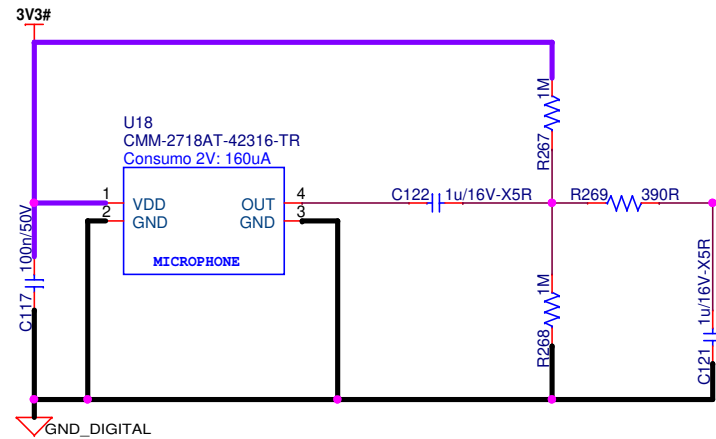 3V3#
U18
CMM-2718AT-42316-TR
Consumo 2V: 160uA
1 VDD OUT 4
2 GND GND 3
MICROPHONE
C117 100n/50V
C122 1u/16V-X5R
R267 1M
R269 390R
R268 1M
C121 1u/16V-X5R
GND_DIGITAL